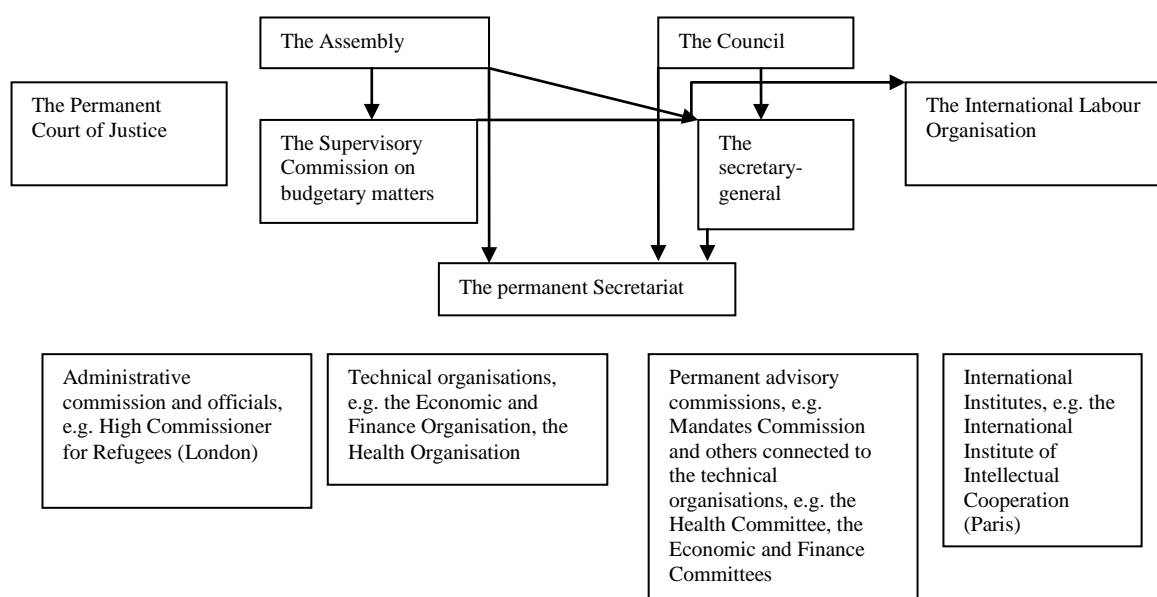 The Assembly
The Council
The Permanent
Court of Justice
The Supervisory
Commission on
budgetary matters
The
secretary-
general
The International Labour
Organisation
The permanent Secretariat
Administrative
commission and officials,
e.g. High Commissioner
for Refugees (London)
Technical organisations,
e.g. the Economic and
Finance Organisation, the
Health Organisation
Permanent advisory
commissions, e.g.
Mandates Commission
and others connected to
the technical
organisations, e.g. the
Health Committee, the
Economic and Finance
Committees
International
Institutes, e.g. the
International
Institute of
Intellectual
Cooperation
(Paris)